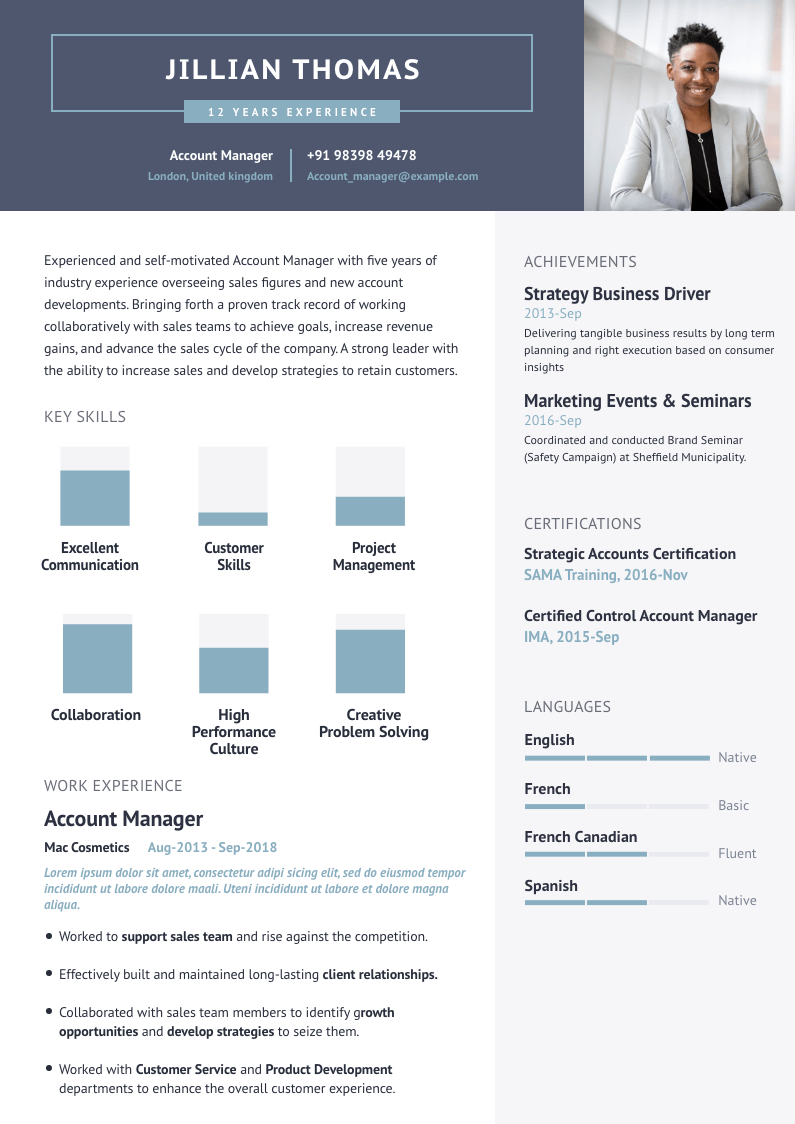 JILLIAN THOMAS
12 YEARS EXPERIENCE
Account Manager
London, United kingdom
+91 98398 49478
Account_manager@example.com
Experienced and self-motivated Account Manager with five years of
industry experience overseeing sales figures and new account
developments. Bringing forth a proven track record of working
collaboratively with sales teams to achieve goals, increase revenue
gains, and advance the sales cycle of the company. A strong leader with
the ability to increase sales and develop strategies to retain customers.
KEY SKILLS
Excellent
Communication
Customer
Skills
Project
Management
Collaboration
High
Performance
Culture
Creative
Problem Solving
WORK EXPERIENCE
Account Manager
Mac Cosmetics Aug-2013 - Sep-2018
Lorem ipsum dolor sit amet, consectetur adipi sicing elit, sed do eiusmod tempor
incididunt ut labore dolore maali. Uteni incididunt ut labore et dolore magna
aliqua.
• Worked to support sales team and rise against the competition.
• Effectively built and maintained long-lasting client relationships.
• Collaborated with sales team members to identify growth
opportunities and develop strategies to seize them.
• Worked with Customer Service and Product Development
departments to enhance the overall customer experience.
ACHIEVEMENTS
Strategy Business Driver
2013-Sep
Delivering tangible business results by long term
planning and right execution based on consumer
insights
Marketing Events & Seminars
2016-Sep
Coordinated and conducted Brand Seminar
(Safety Campaign) at Sheffield Municipality.
CERTIFICATIONS
Strategic Accounts Certification
SAMA Training, 2016-Nov
Certified Control Account Manager
IMA, 2015-Sep
LANGUAGES
English
Native
French
Basic
French Canadian
Fluent
Spanish
Native